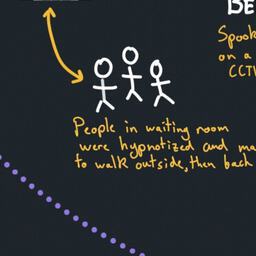 BE
Spook
on a
CCTV
People in waiting room
were hypnotized and ma
to walk outside, then back